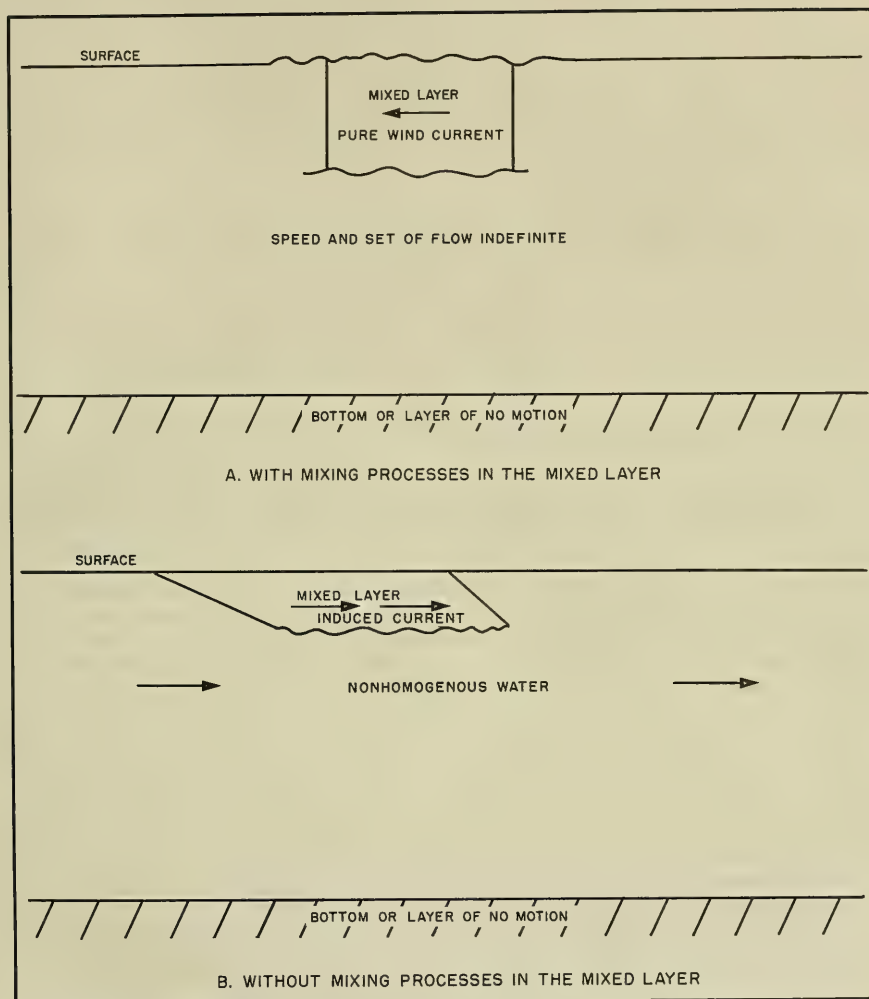 SURFACE
MIXED LAYER
PURE WIND CURRENT
SPEED AND SET OF FLOW INDEFINITE
BOTTOM OR LAYER OF NO MOTION
A. WITH MIXING PROCESSES IN THE MIXED LAYER
SURFACE
MIXED LAYER
INDUCED CURRENT
NONHOMOGENOUS WATER
BOTTOM OR LAYER OF NO MOTION
B. WITHOUT MIXING PROCESSES IN THE MIXED LAYER